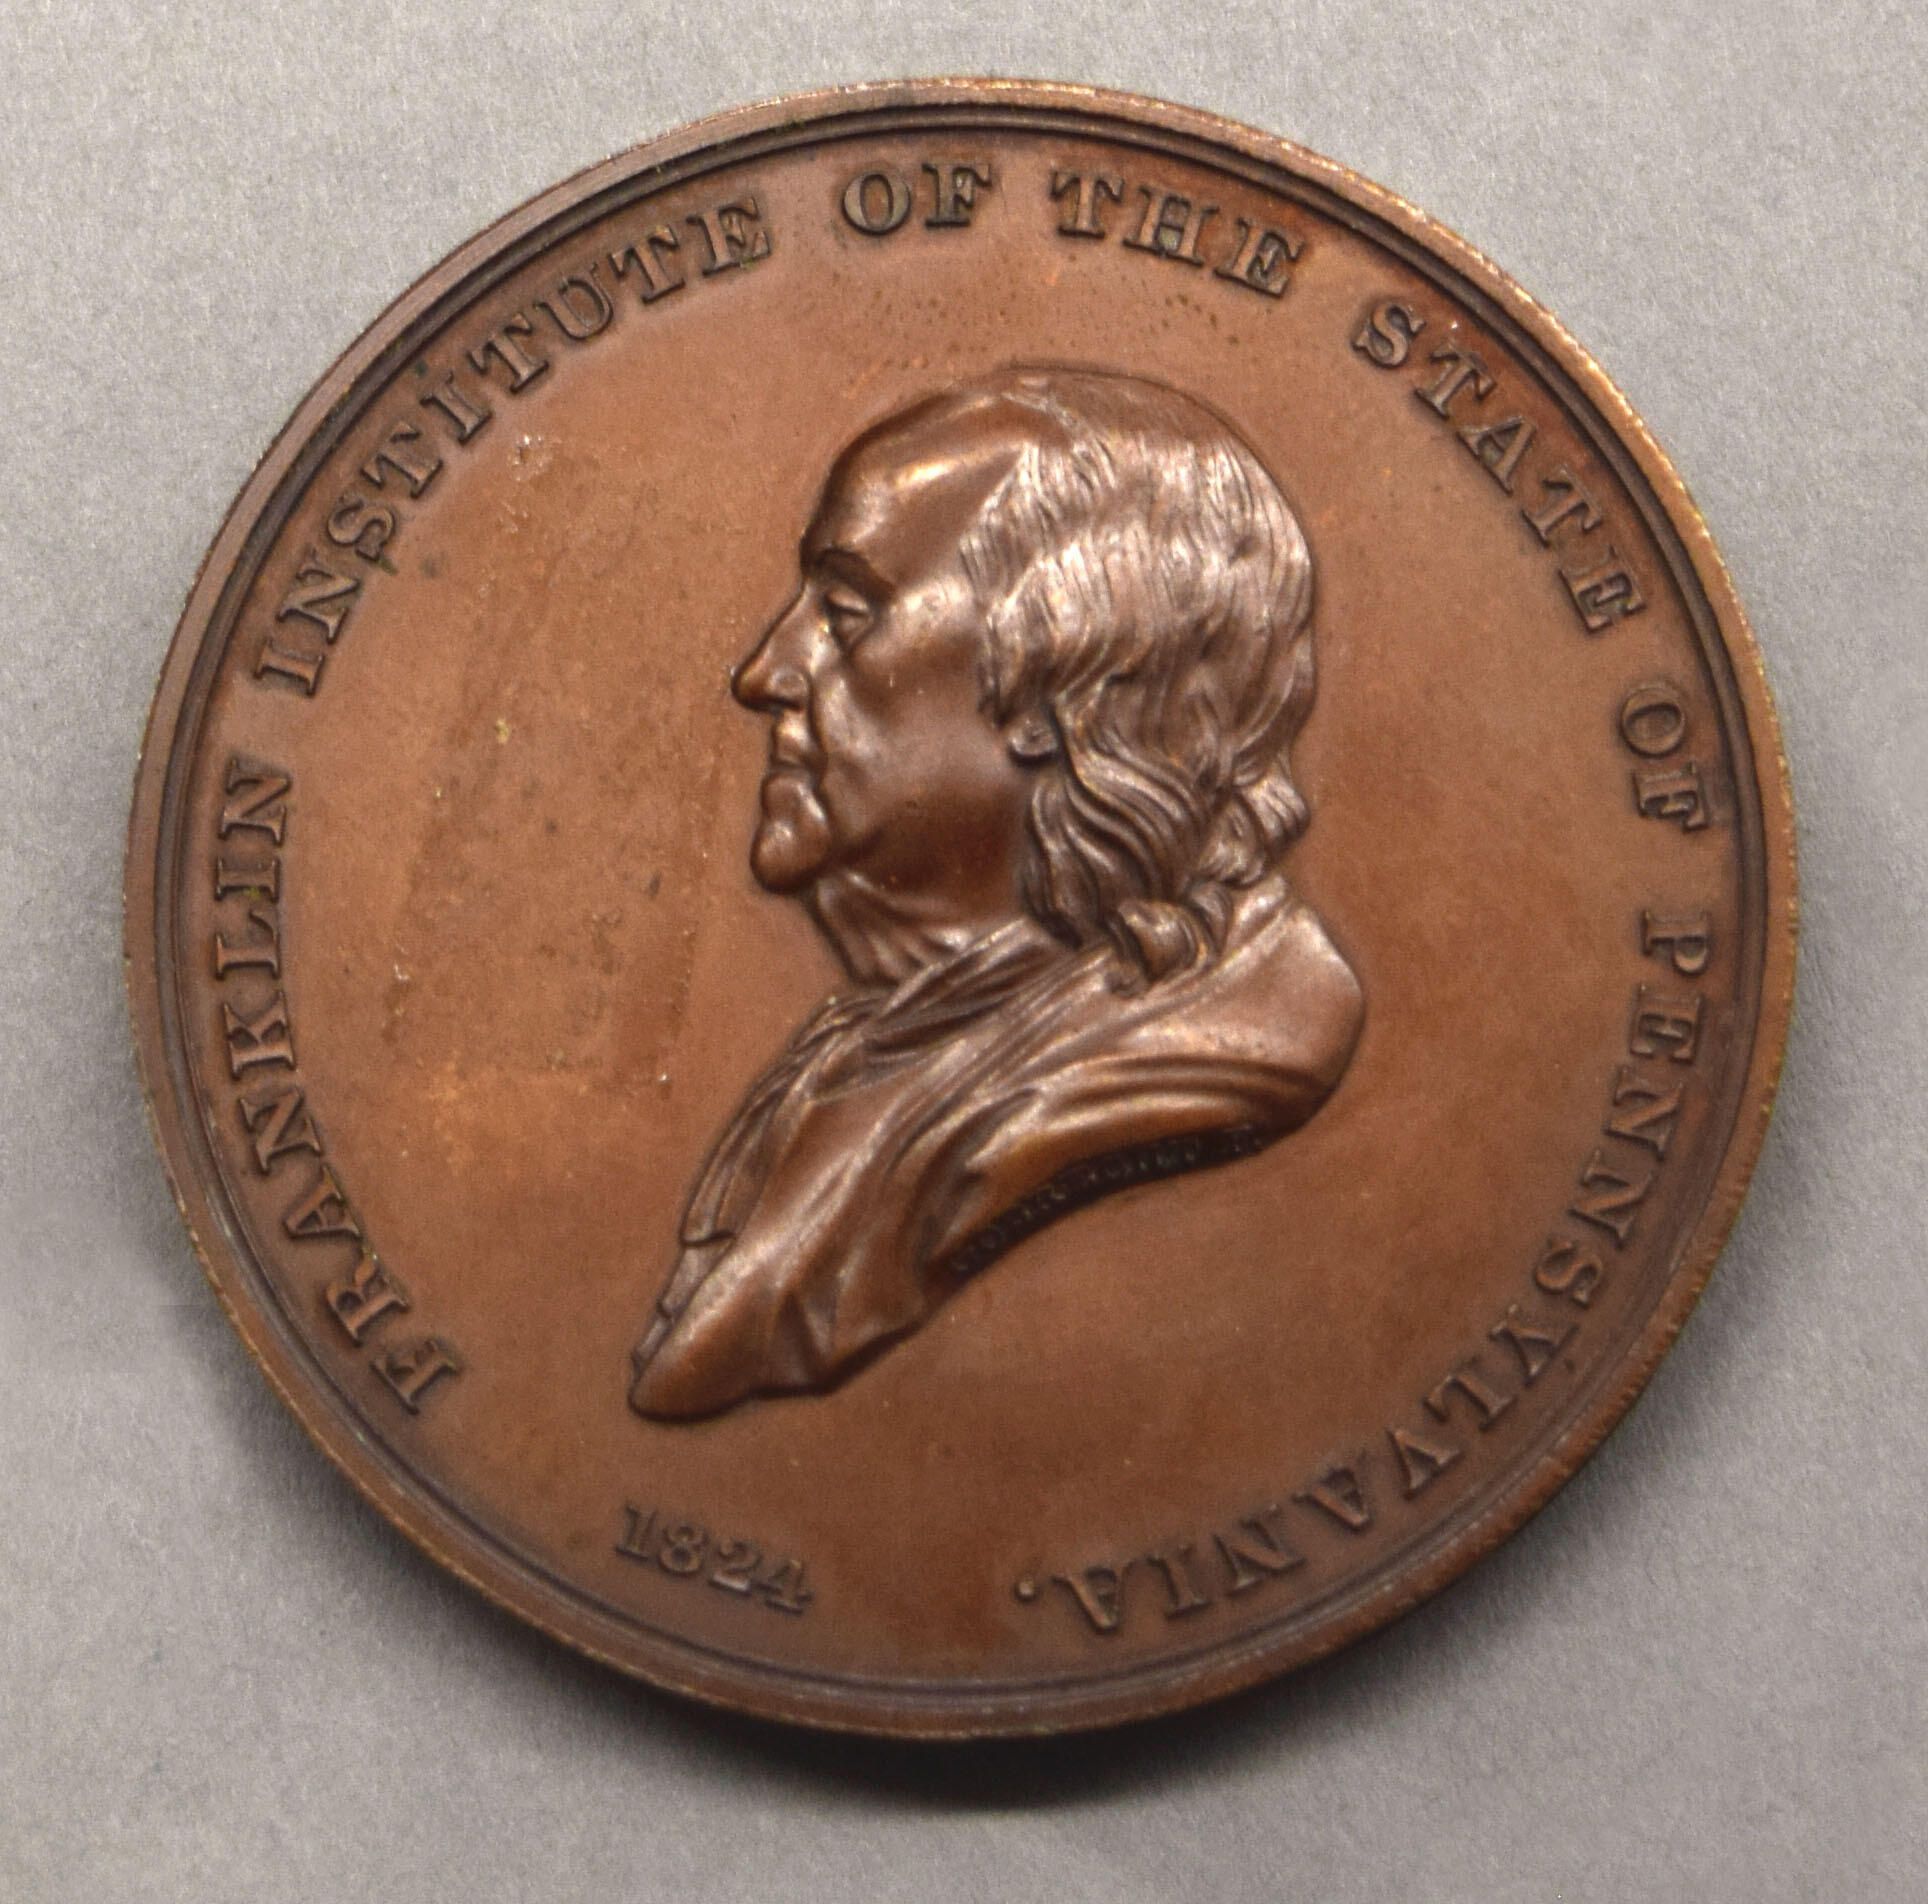 FRANKLIN INSTITUTE OF THE STATE OF PENNSYLVANIA.
1824